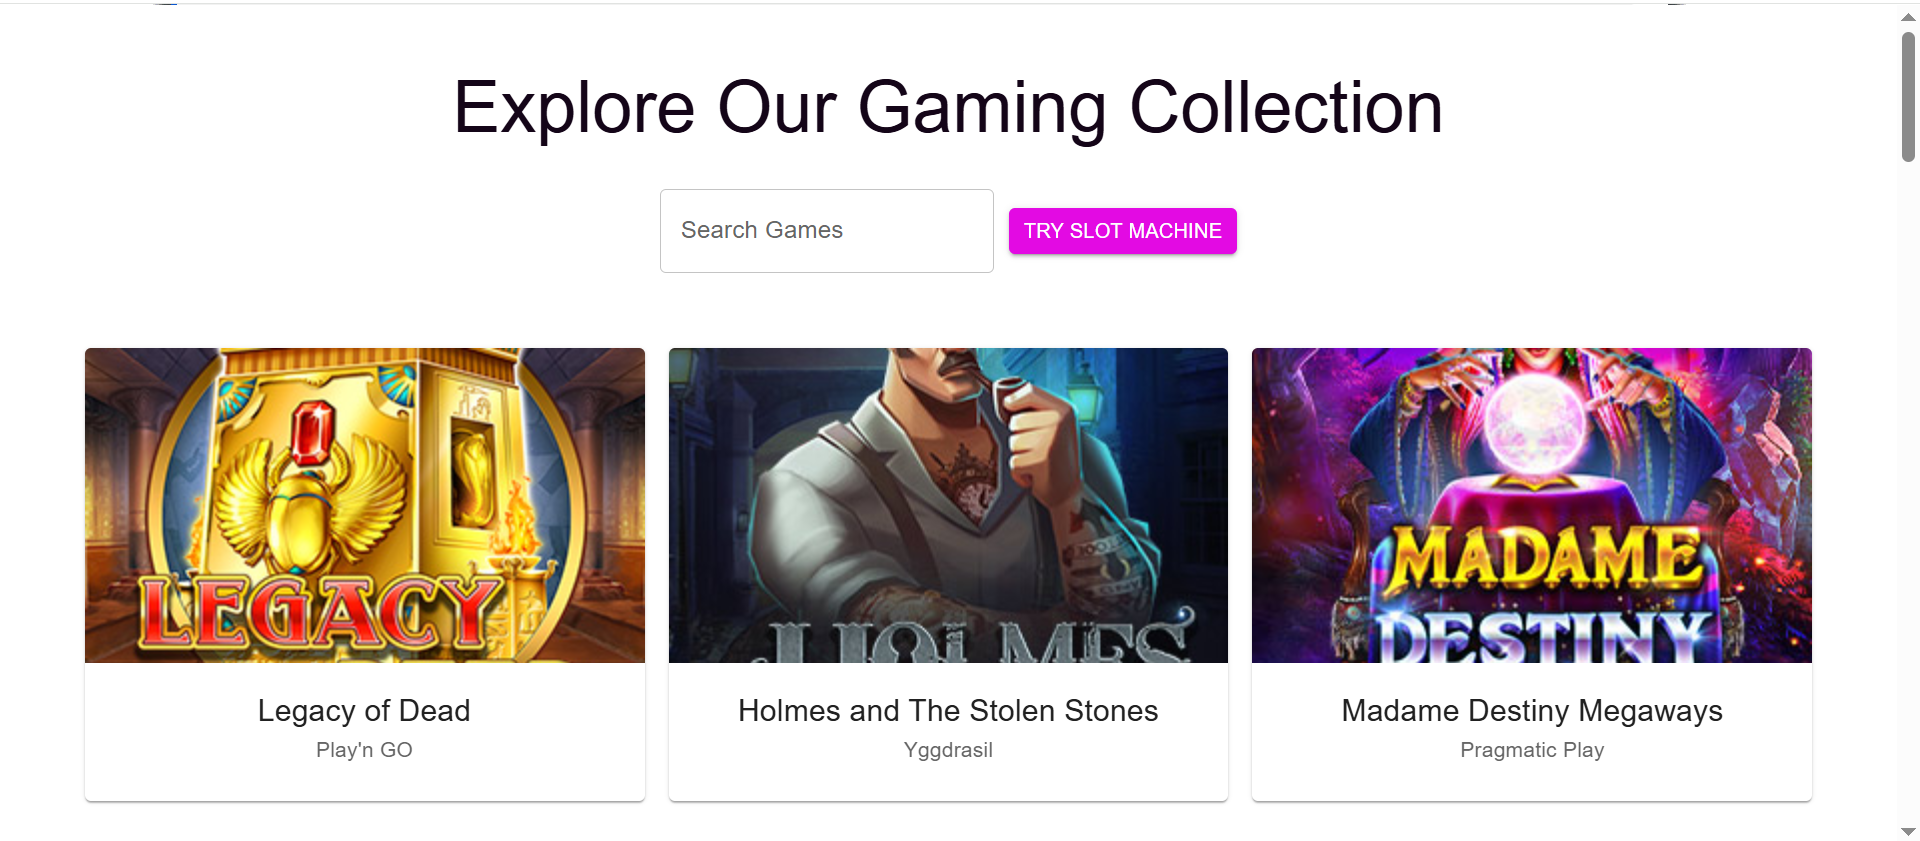 Explore Our Gaming Collection
Search Games
TRY SLOT MACHINE
LEGACY
HOLMES
MADAME
DESTINY
Legacy of Dead
Holmes and The Stolen Stones
Madame Destiny Megaways
Play'n GO
Yggdrasil
Pragmatic Play